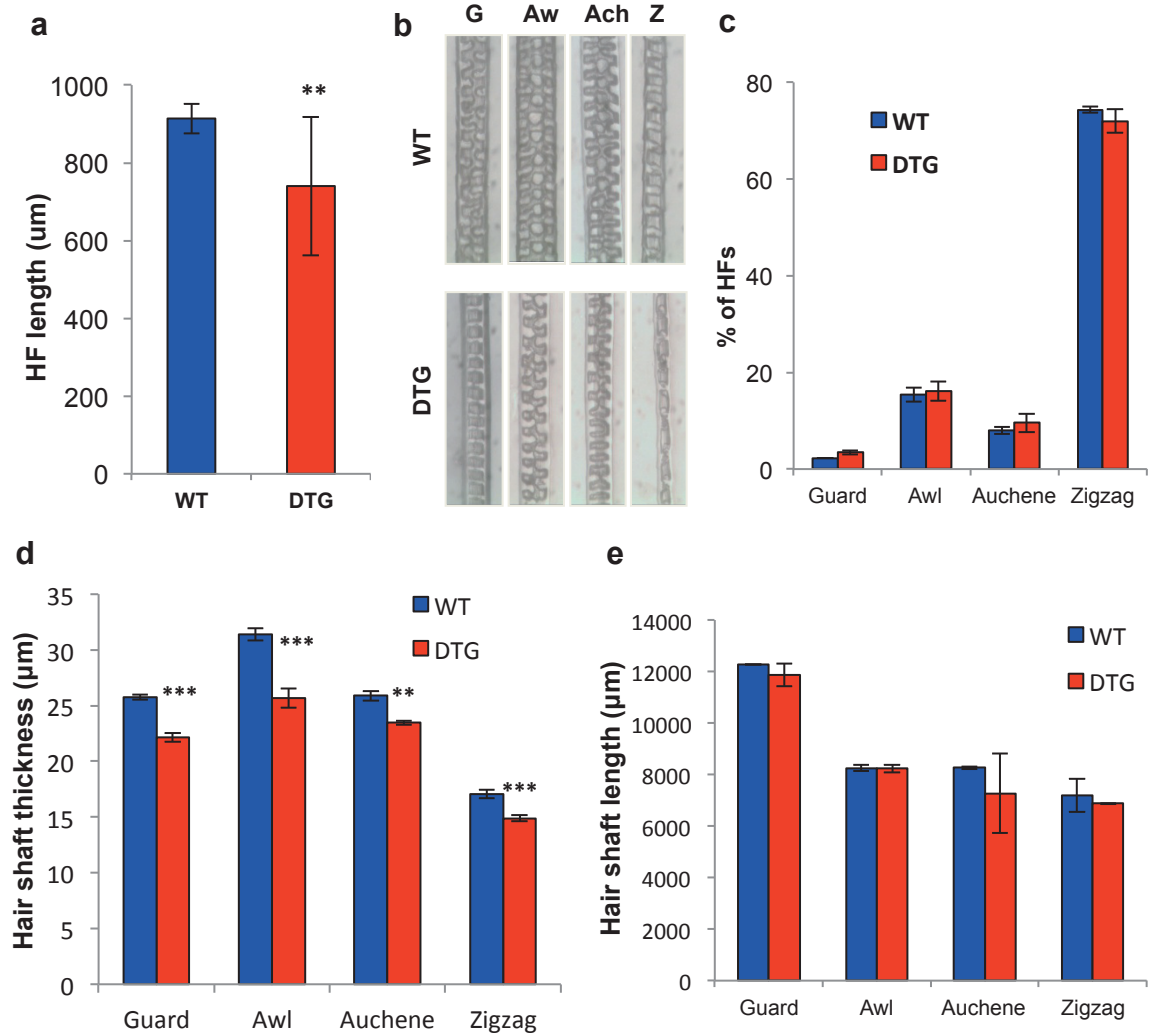 a
**
HF length (um)
1000
800
600
400
200
0
WT
DTG
b
G Aw Ach Z
WT
DTG
c
% of HFs
80
60
40
20
0
WT
DTG
Guard Awl Auchene Zigzag
d
Hair shaft thickness (µm)
35
30
25
20
15
10
5
0
WT
DTG
***
***
**
***
Guard Awl Auchene Zigzag
e
Hair shaft length (µm)
14000
12000
10000
8000
6000
4000
2000
0
WT
DTG
Guard Awl Auchene Zigzag